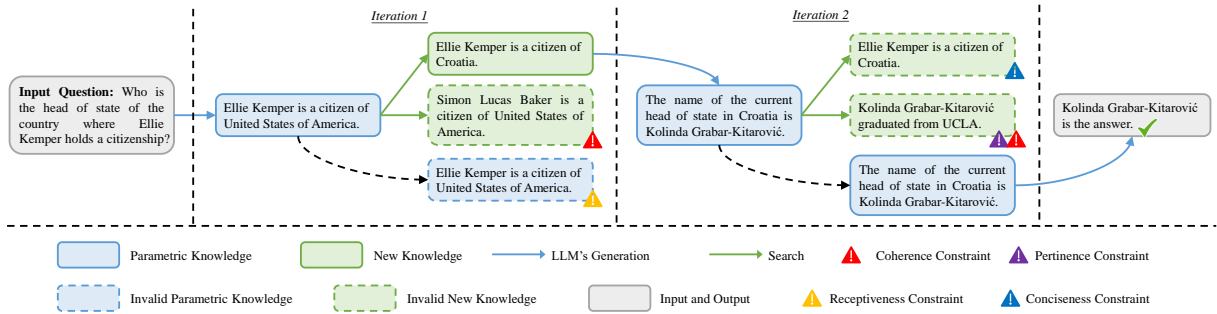 Iteration 1
Iteration 2
Input Question: Who is
the head of state of the
country where Ellie
Kemper holds a citizenship?
Ellie Kemper is a citizen of
United States of America.
Ellie Kemper is a citizen of
Croatia.
Simon Lucas Baker is a
citizen of United States of
America.
Ellie Kemper is a citizen of
United States of America.
The name of the current
head of state in Croatia is
Kolinda Grabar-Kitarović.
Ellie Kemper is a citizen of
Croatia.
Kolinda Grabar-Kitarović
graduated from UCLA.
The name of the current
head of state in Croatia is
Kolinda Grabar-Kitarović.
Kolinda Grabar-Kitarović
is the answer.
Parametric Knowledge
New Knowledge
LLM's Generation
Search
Coherence Constraint
Pertinence Constraint
Invalid Parametric Knowledge
Invalid New Knowledge
Input and Output
Receptiveness Constraint
Conciseness Constraint